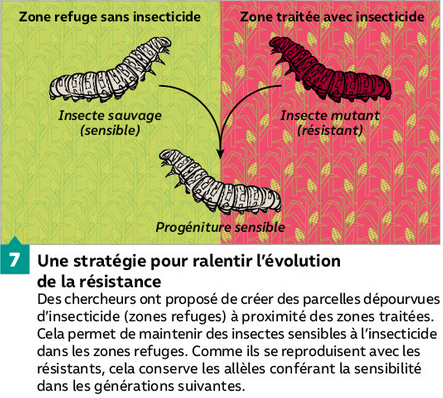 Zone refuge sans insecticide
Zone traitée avec insecticide
Insecte sauvage
(sensible)
Insecte mutant
(résistant)
Progéniture sensible
7 Une stratégie pour ralentir l'évolution
de la résistance
Des chercheurs ont proposé de créer des parcelles dépourvues
d'insecticide (zones refuges) à proximité des zones traitées.
Cela permet de maintenir des insectes sensibles à l'insecticide
dans les zones refuges. Comme ils se reproduisent avec les
résistants, cela conserve les allèles conférant la sensibilité
dans les générations suivantes.